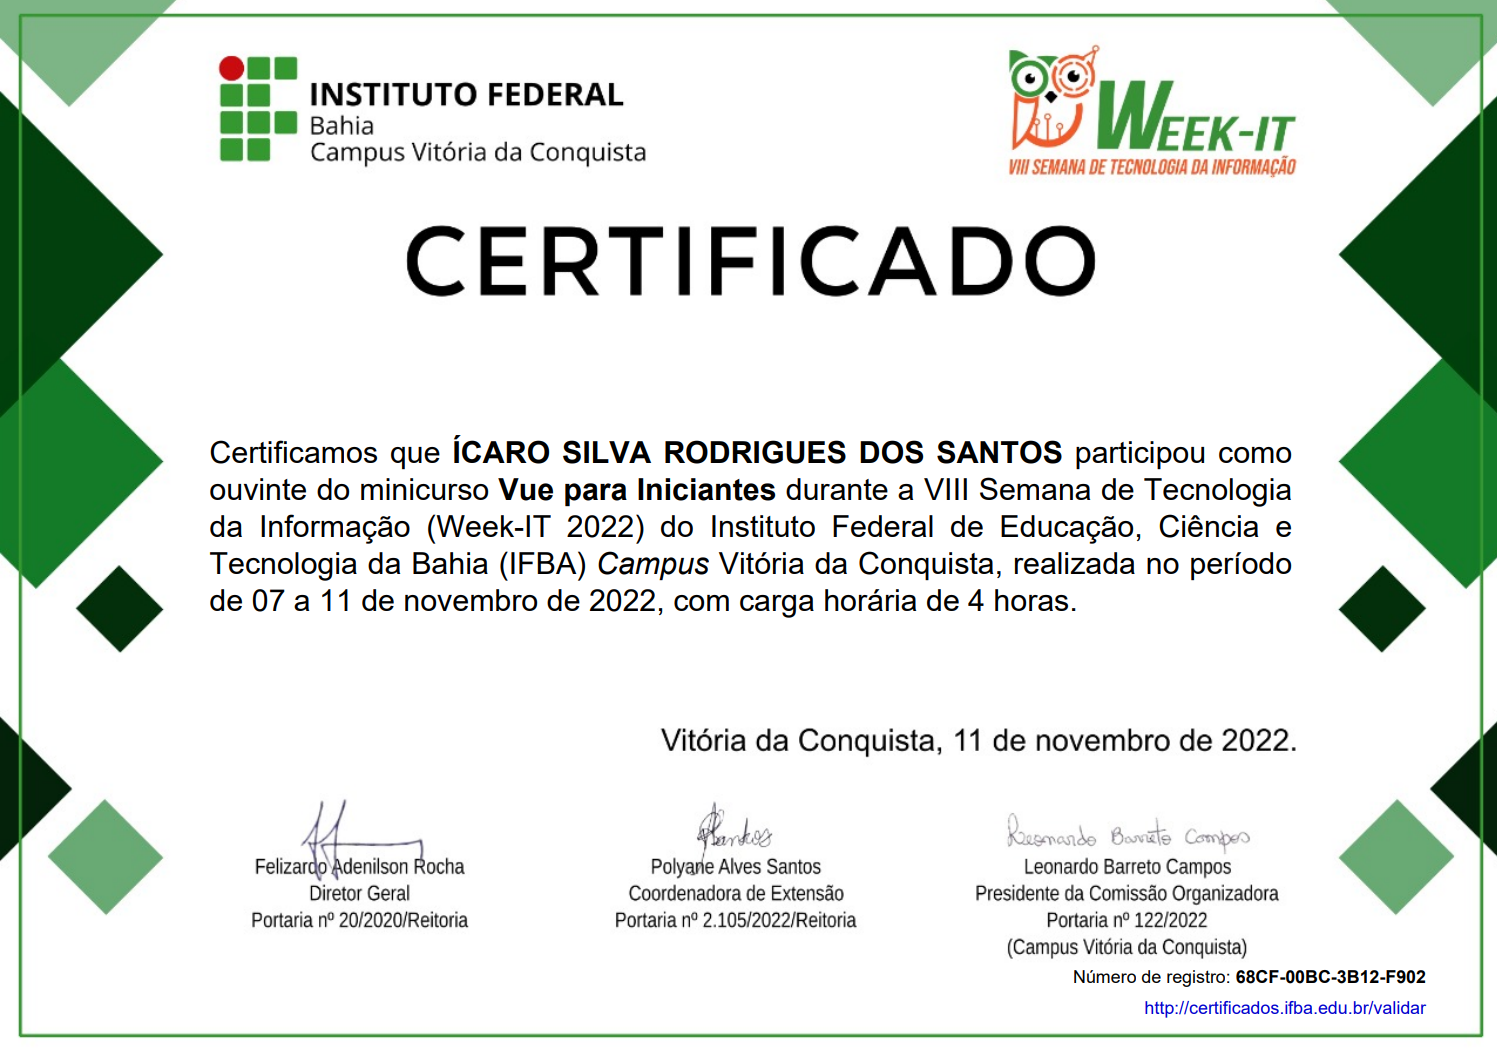 INSTITUTO FEDERAL
Bahia
Campus Vitória da Conquista
WEEK-IT
VIII SEMANA DE TECNOLOGIA DA INFORMAÇÃO
CERTIFICADO
Certificamos que ÍCARO SILVA RODRIGUES DOS SANTOS participou como
ouvinte do minicurso Vue para Iniciantes durante a VIII Semana de Tecnologia
da Informação (Week-IT 2022) do Instituto Federal de Educação, Ciência e
Tecnologia da Bahia (IFBA) Campus Vitória da Conquista, realizada no período
de 07 a 11 de novembro de 2022, com carga horária de 4 horas.
Vitória da Conquista, 11 de novembro de 2022.
Felizardo Adenilson Rocha
Diretor Geral
Portaria nº 20/2020/Reitoria
Santos
Polyane Alves Santos
Coordenadora de Extensão
Portaria nº 2.105/2022/Reitoria
Leonardo Barreto Campos
Leonardo Barreto Campos
Presidente da Comissão Organizadora
Portaria nº 122/2022
(Campus Vitória da Conquista)
Número de registro: 68CF-00BC-3B12-F902
http://certificados.ifba.edu.br/validar